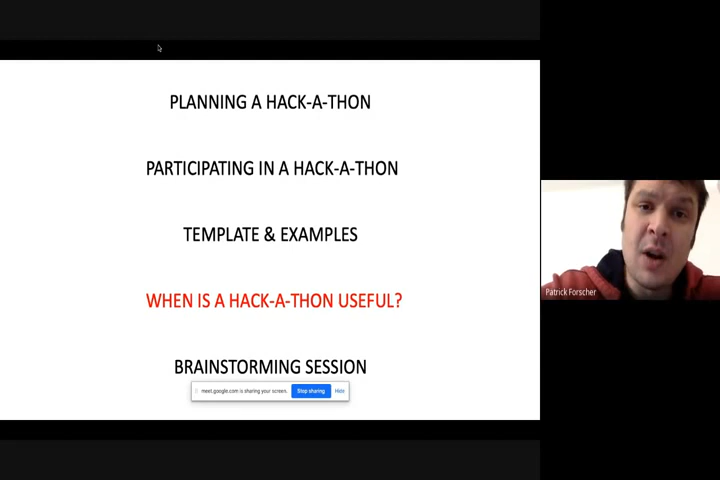 PLANNING A HACK-A-THON
PARTICIPATING IN A HACK-A-THON
TEMPLATE & EXAMPLES
WHEN IS A HACK-A-THON USEFUL?
BRAINSTORMING SESSION
meet.google.com is sharing your screen.
Stop sharing
Hide
Patrick Forscher